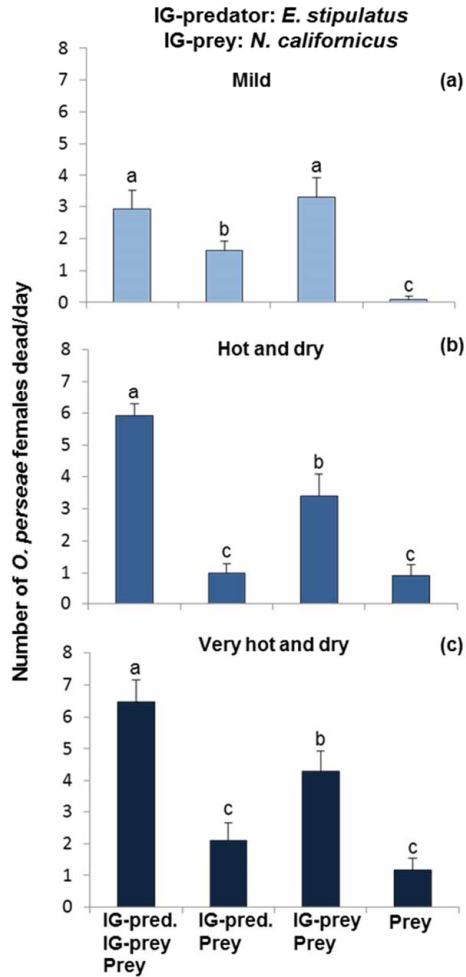 IG-predator: E. stipulatus
IG-prey: N. californicus
Number of O. perseae females dead/day
Mild
(a)
8
7
6
5
4
3
2
1
0
a
b
a
c
Hot and dry
(b)
8
7
6
5
4
3
2
1
0
a
c
b
c
Very hot and dry
(c)
8
7
6
5
4
3
2
1
0
a
c
b
c
IG-pred.
IG-prey
Prey
IG-pred.
Prey
IG-prey
Prey
Prey